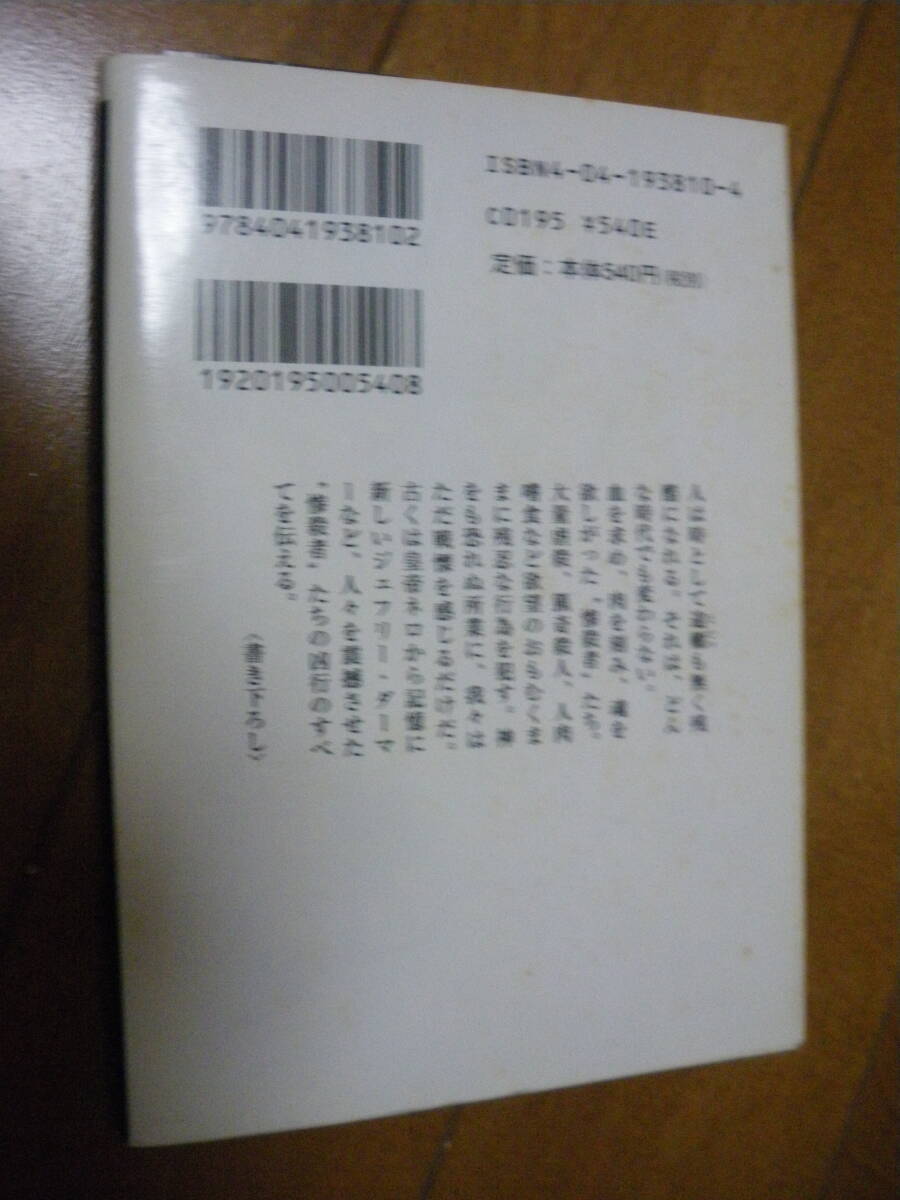 ISBN4-04-193810-4
C0195 ¥540E
定価：本体540円(税別)
9784041938102
1920195005408
人は時として も無く残
酷になれる。それは、どん
な時代でも変わらない。
血を求め、肉を 、魂を
欲しがった“惨殺者”たち。
大量虐殺、猟奇殺人、人肉
嗜食など欲望のおもむくま
まに な行為を犯す。神
をも恐れぬ所業に、我々は
ただ戦慄を感じるだけだ。
古くは皇帝ネロから記憶に
新しいジェフリー・ダーマ
ーなど、人々を震撼させた
“惨殺者”たちの凶行のすべ
てを伝える。
〈書き下ろし〉